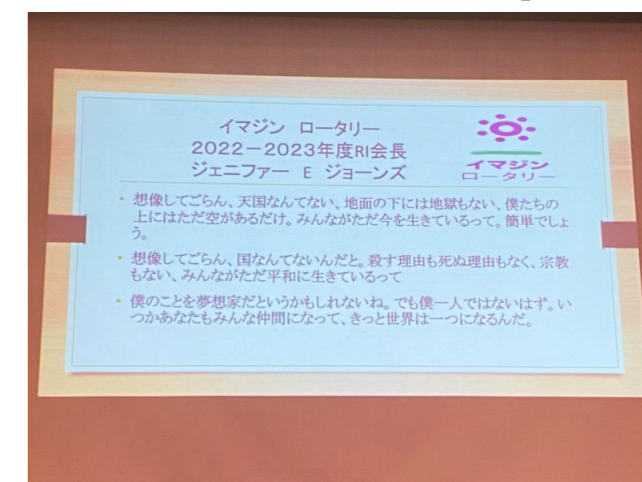 イマジン ロータリー
2022－2023年度RI会長
ジェニファー E ジョーンズ
イマジン
ロータリー
• 想像してごらん、天国なんてない、地面の下には地獄もない、僕たちの
上にはただ空があるだけ。みんながただ今を生きているって。簡単でしょ
う。
• 想像してごらん、国なんてないんだと。殺す理由も死ぬ理由もなく、宗教
もない、みんながただ平和に生きているって
• 僕のことを夢想家だというかもしれないね。でも僕一人ではないはず。い
つかあなたもみんな仲間になって、きっと世界は一つになるんだ。